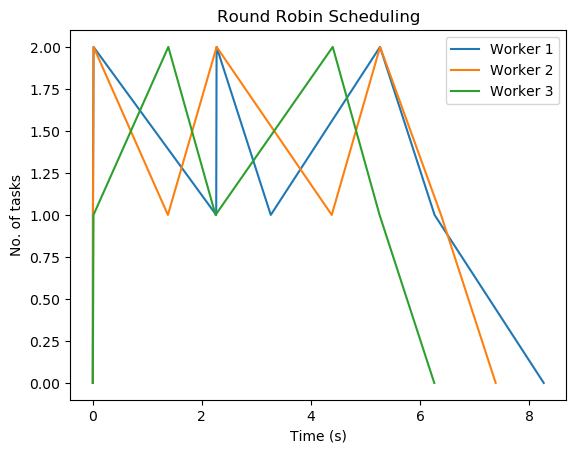 Round Robin Scheduling
Worker 1
Worker 2
Worker 3
No. of tasks
2.00
1.75
1.50
1.25
1.00
0.75
0.50
0.25
0.00
0
2
4
6
8
Time (s)